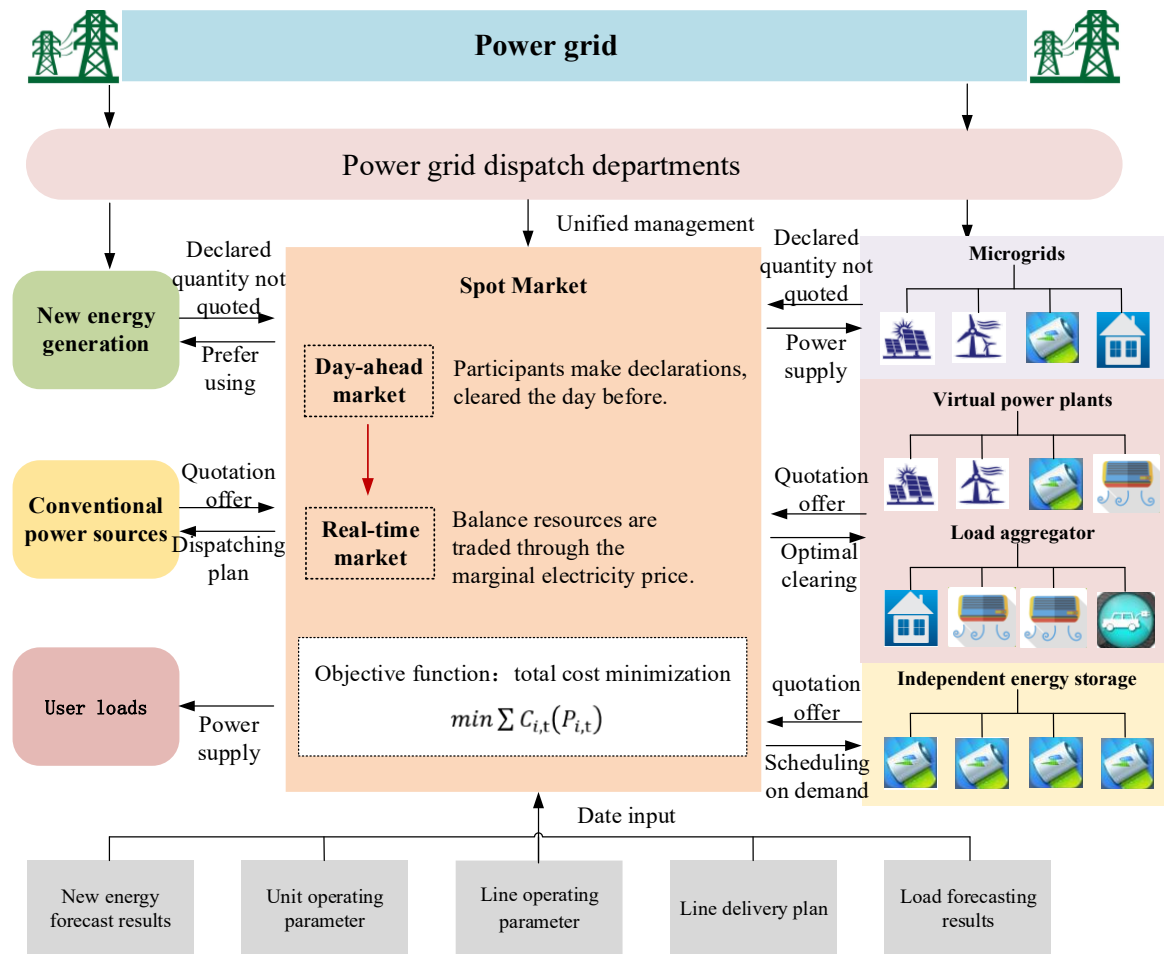 Power grid
Power grid dispatch departments
Unified management
Declared
quantity not
quoted
New energy
generation
Prefer
using
Quotation
offer
Conventional
power sources
Dispatching
plan
User loads
Power
supply
Spot Market
Day-ahead
market
Participants make declarations,
cleared the day before.
Real-time
market
Balance resources are
traded through the
marginal electricity price.
Objective function：total cost minimization
min ∑ C_{i,t}(P_{i,t})
Declared
quantity not
quoted
Power
supply
Quotation
offer
Optimal
clearing
quotation
offer
Scheduling
on demand
Microgrids
Virtual power plants
Load aggregator
Independent energy storage
Date input
New energy
forecast results
Unit operating
parameter
Line operating
parameter
Line delivery plan
Load forecasting
results